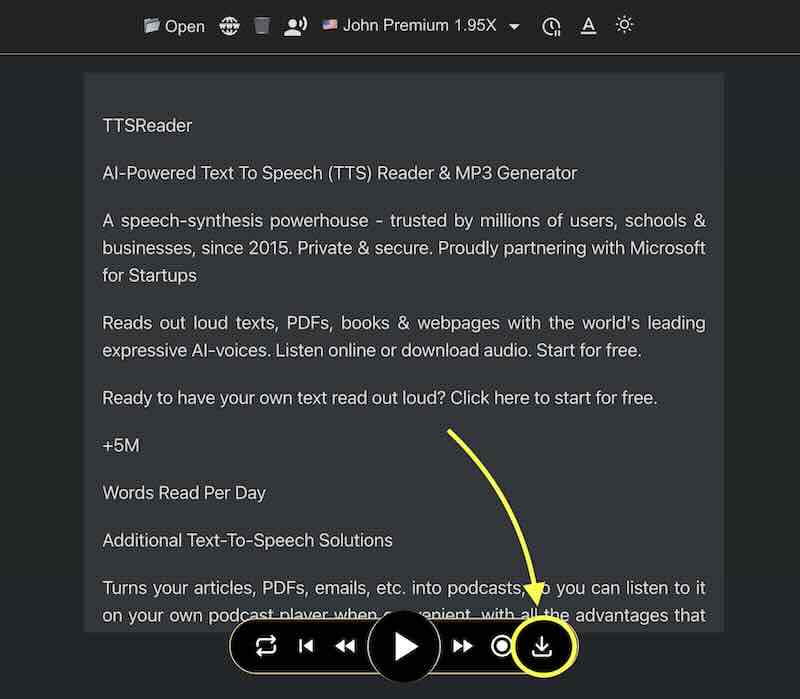 Open
WWW
John Premium 1.95X
A
TTSReader
AI-Powered Text To Speech (TTS) Reader & MP3 Generator
A speech-synthesis powerhouse - trusted by millions of users, schools &
businesses, since 2015. Private & secure. Proudly partnering with Microsoft
for Startups
Reads out loud texts, PDFs, books & webpages with the world's leading
expressive AI-voices. Listen online or download audio. Start for free.
Ready to have your own text read out loud? Click here to start for free.
+5M
Words Read Per Day
Additional Text-To-Speech Solutions
Turns your articles, PDFs, emails, etc. into podcasts, so you can listen to it
on your own podcast player when convenient, with all the advantages that